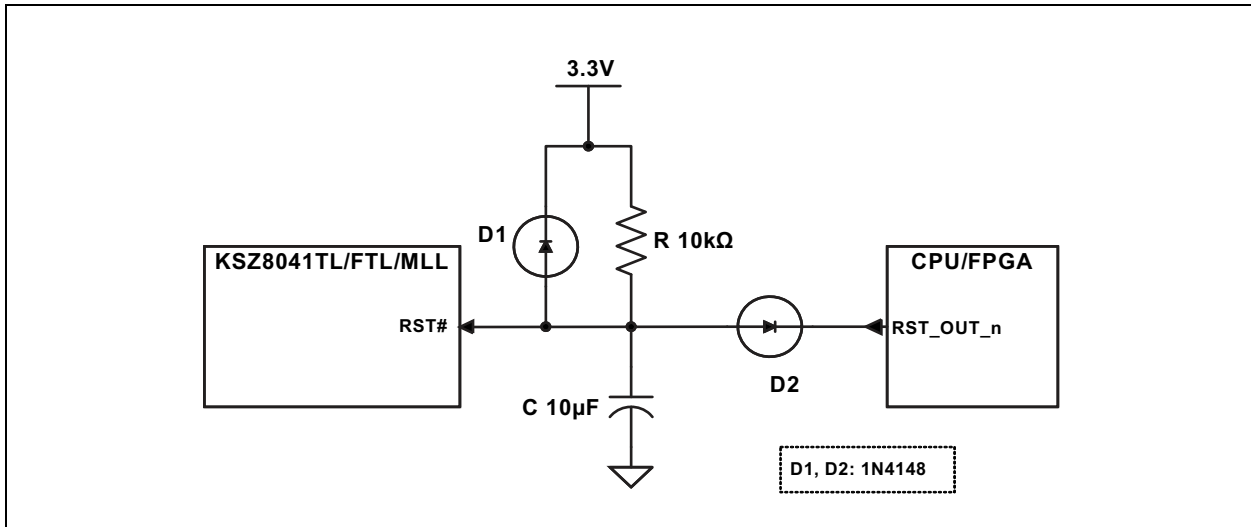 3.3V
D1
R 10kΩ
KSZ8041TL/FTL/MLL
CPU/FPGA
RST#
RST_OUT_n
D2
C 10µF
D1, D2: 1N4148